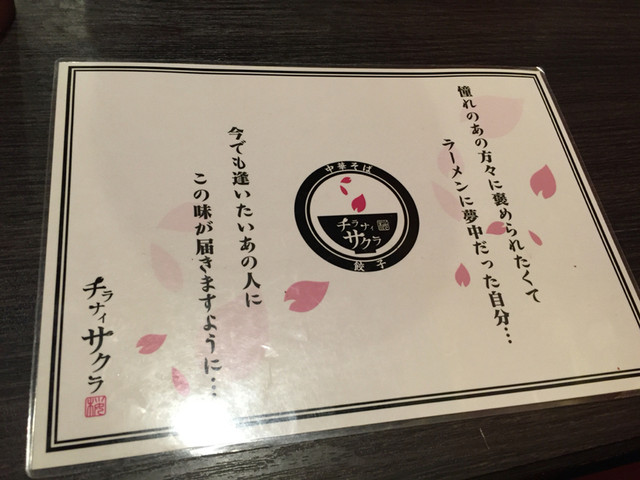 憧れのあの方々に褒められたくて
ラーメンに夢中だった自分…
中華そば
チラナイ
サクラ
餃子
今でも逢いたいあの人に
この味が届きますように…
チラナイサクラ
桜